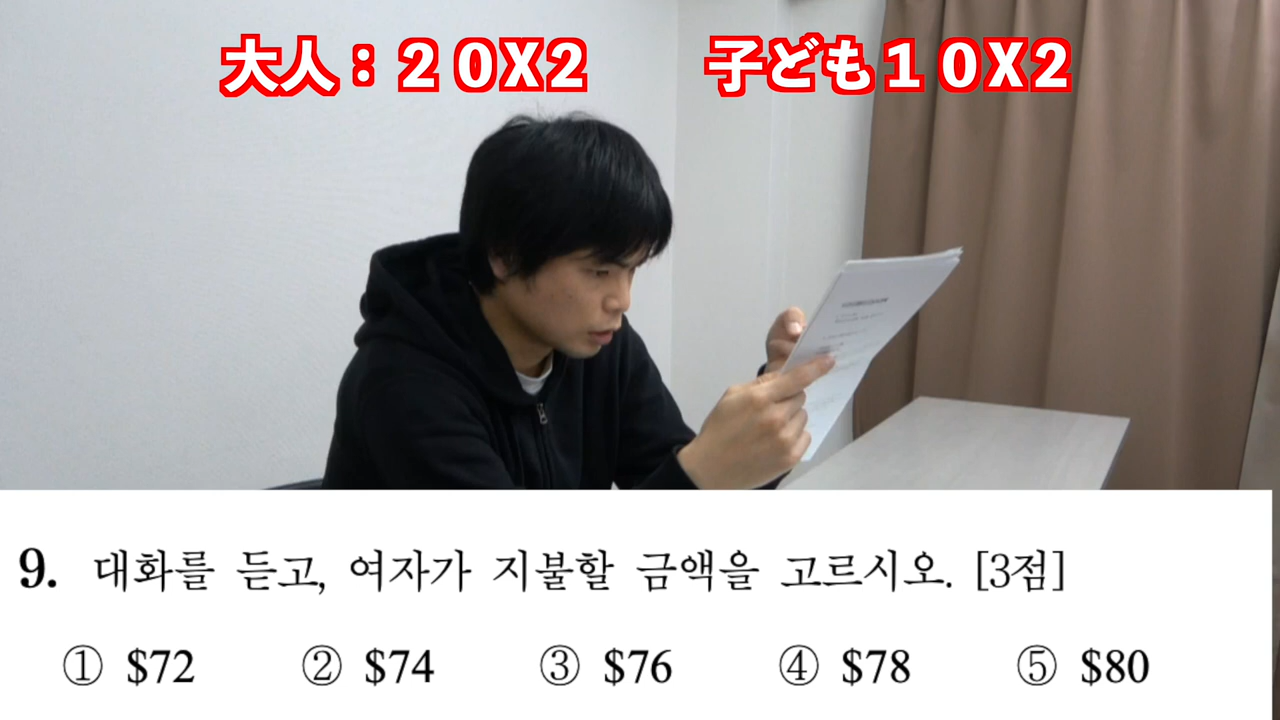 大人：２０X２ 子ども１０X２
9. 대화를 듣고, 여자가 지불할 금액을 고르시오. [3점]
① $72 ② $74 ③ $76 ④ $78 ⑤ $80